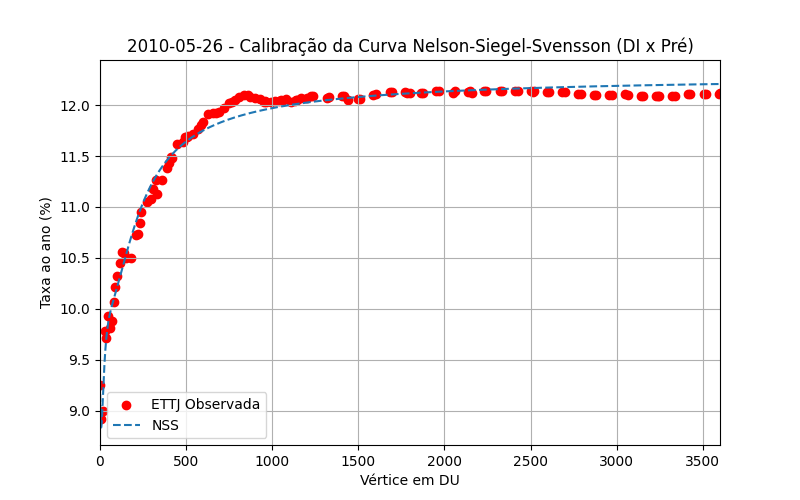 2010-05-26 - Calibração da Curva Nelson-Siegel-Svensson (DI x Pré)
Taxa ao ano (%)
12.0
11.5
11.0
10.5
10.0
9.5
9.0
ETTJ Observada
NSS
0 500 1000 1500 2000 2500 3000 3500
Vértice em DU